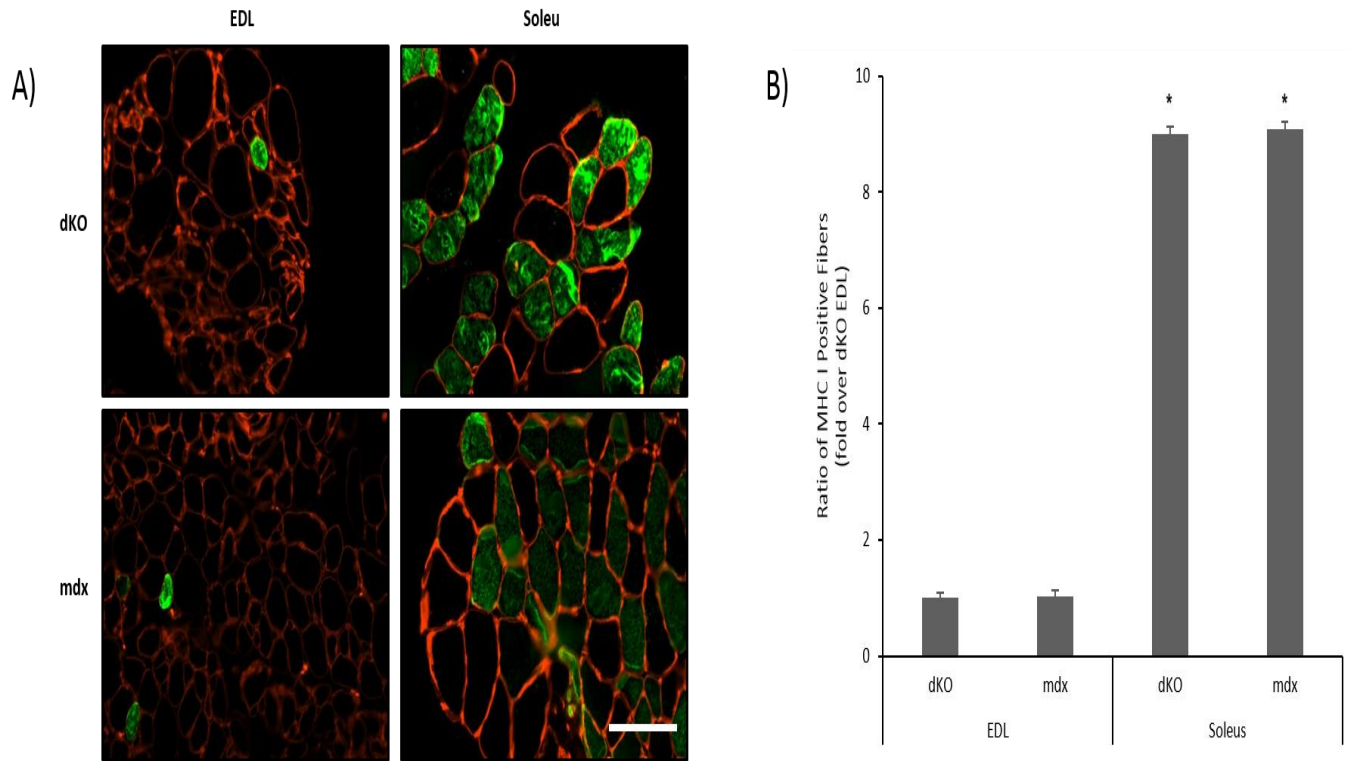 EDL
Soleu
A)
dKO
mdx
B)
Ratio of MHC I Positive Fibers
(fold over dKO EDL)
10
8
6
4
2
0
*
*
dKO
mdx
dKO
mdx
EDL
Soleus